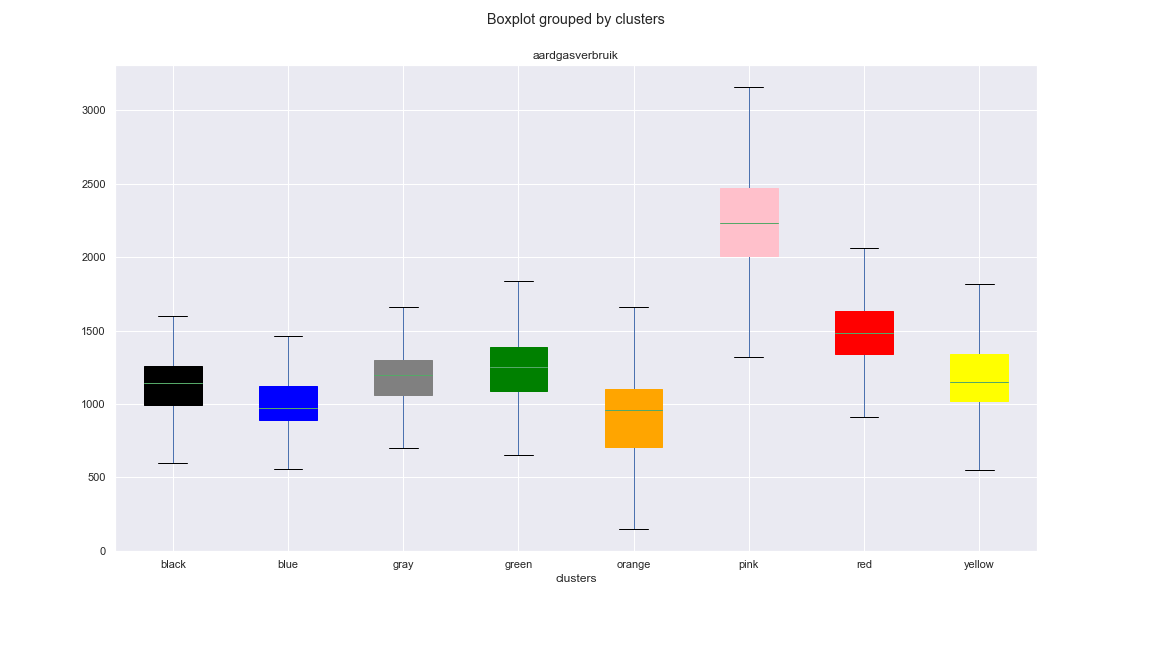 Boxplot grouped by clusters
aardgasverbruik
3000
2500
2000
1500
1000
500
0
black blue gray green orange pink red yellow
clusters